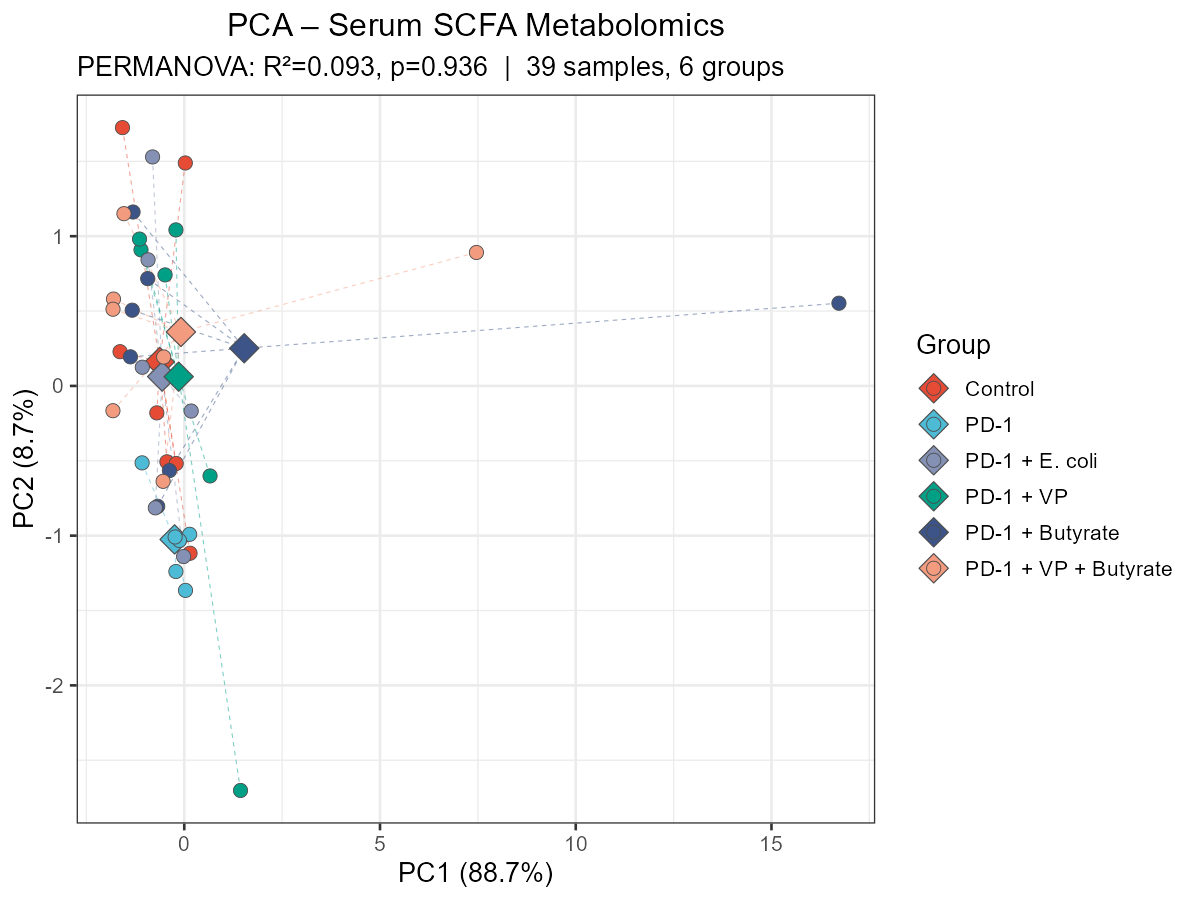 PCA – Serum SCFA Metabolomics
PERMANOVA: R²=0.093, p=0.936 | 39 samples, 6 groups
PC2 (8.7%)
1
0
-1
-2
0
5
10
15
PC1 (88.7%)
Group
Control
PD-1
PD-1 + E. coli
PD-1 + VP
PD-1 + Butyrate
PD-1 + VP + Butyrate